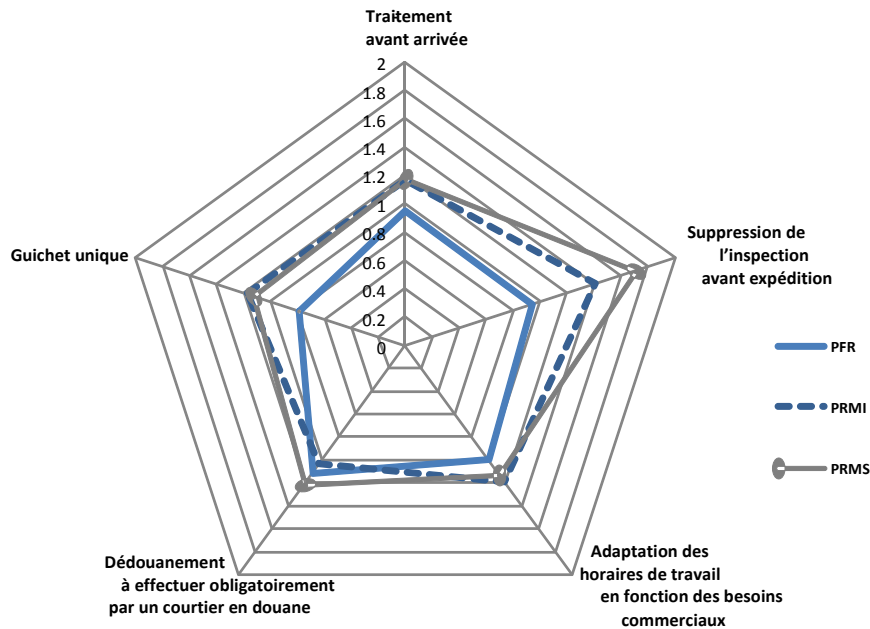 Traitement
avant arrivée
2
1.8
1.6
1.4
1.2
1
0.8
0.6
0.4
0.2
0
Suppression de
l'inspection
avant expédition
Guichet unique
PFR
PRMI
PRMS
Adaptation des
horaires de travail
en fonction des besoins
commerciaux
Dédouanement
à effectuer obligatoirement
par un courtier en douane